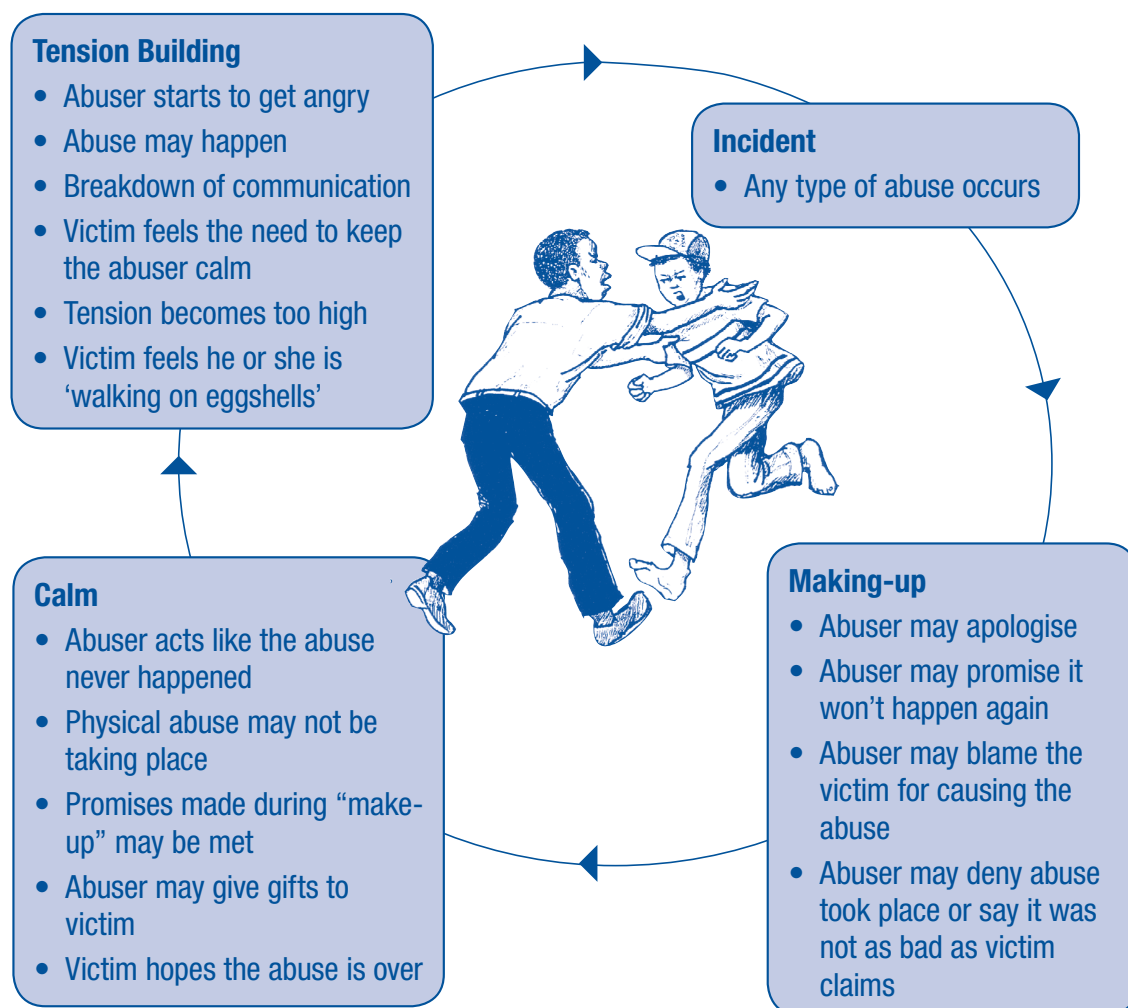 Tension Building
• Abuser starts to get angry
• Abuse may happen
• Breakdown of communication
• Victim feels the need to keep
the abuser calm
• Tension becomes too high
• Victim feels he or she is
‘walking on eggshells’
Incident
• Any type of abuse occurs
Making-up
• Abuser may apologise
• Abuser may promise it
won’t happen again
• Abuser may blame the
victim for causing the
abuse
• Abuser may deny abuse
took place or say it was
not as bad as victim
claims
Calm
• Abuser acts like the abuse
never happened
• Physical abuse may not be
taking place
• Promises made during “make-
up” may be met
• Abuser may give gifts to
victim
• Victim hopes the abuse is over